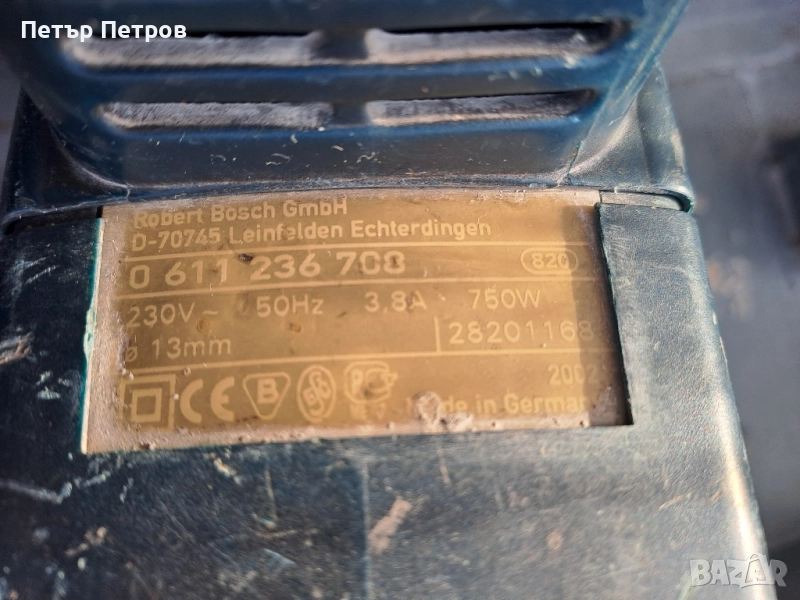 Петър Петров
Robert Bosch GmbH
D-70745 Leinfelden Echterdingen
0 611 236 708 820
230V~ 50Hz 3,8A 750W
ø 13mm 28201168
2002
CE B
in German
BAZAR